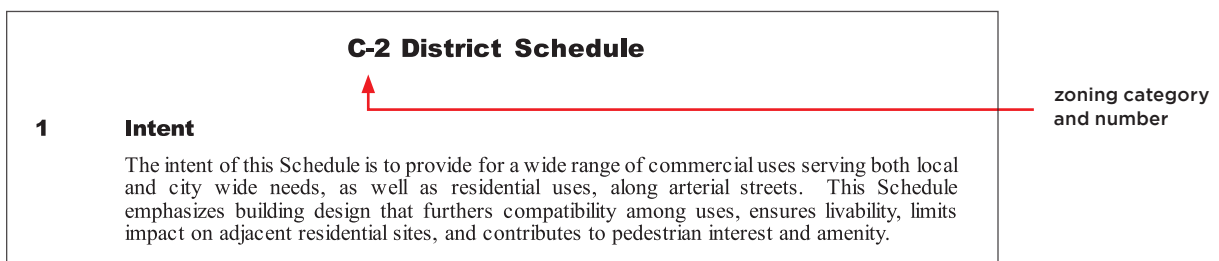 C-2 District Schedule
zoning category
and number
1 Intent
The intent of this Schedule is to provide for a wide range of commercial uses serving both local
and city wide needs, as well as residential uses, along arterial streets. This Schedule
emphasizes building design that furthers compatibility among uses, ensures livability, limits
impact on adjacent residential sites, and contributes to pedestrian interest and amenity.